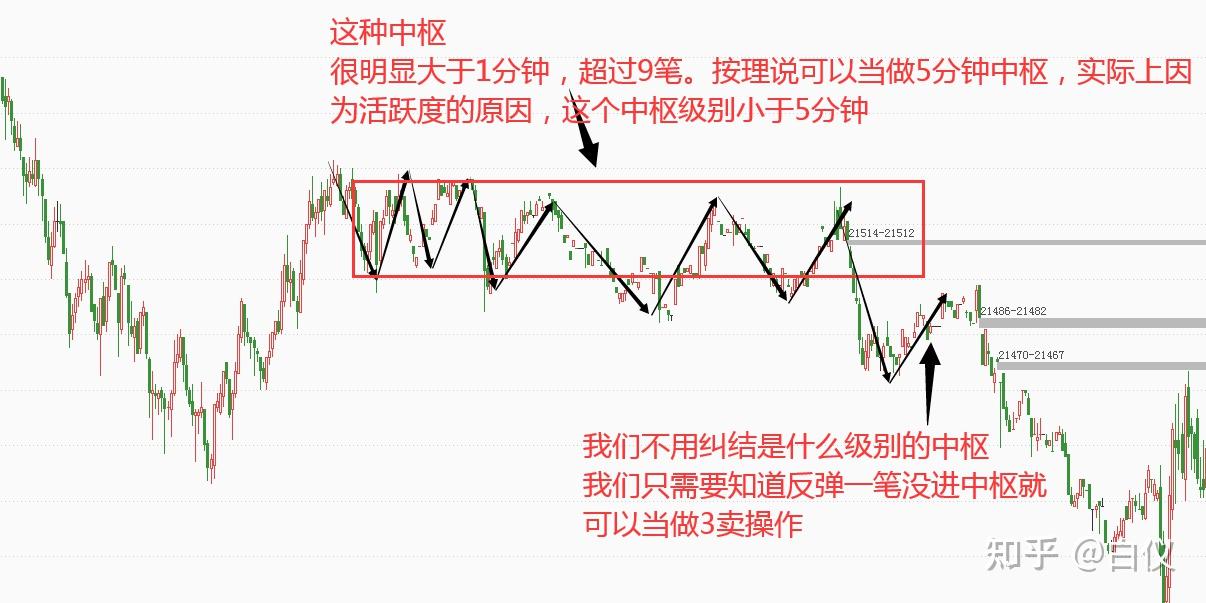 这种中枢
很明显大于1分钟，超过9笔。按理说可以当做5分钟中枢，实际上因
为活跃度的原因，这个中枢级别小于5分钟
21514-21512
21486-21482
21470-21467
我们不用纠结是什么级别的中枢
我们只需要知道反弹一笔没进中枢就
可以当做3卖操作
知乎 @白仪